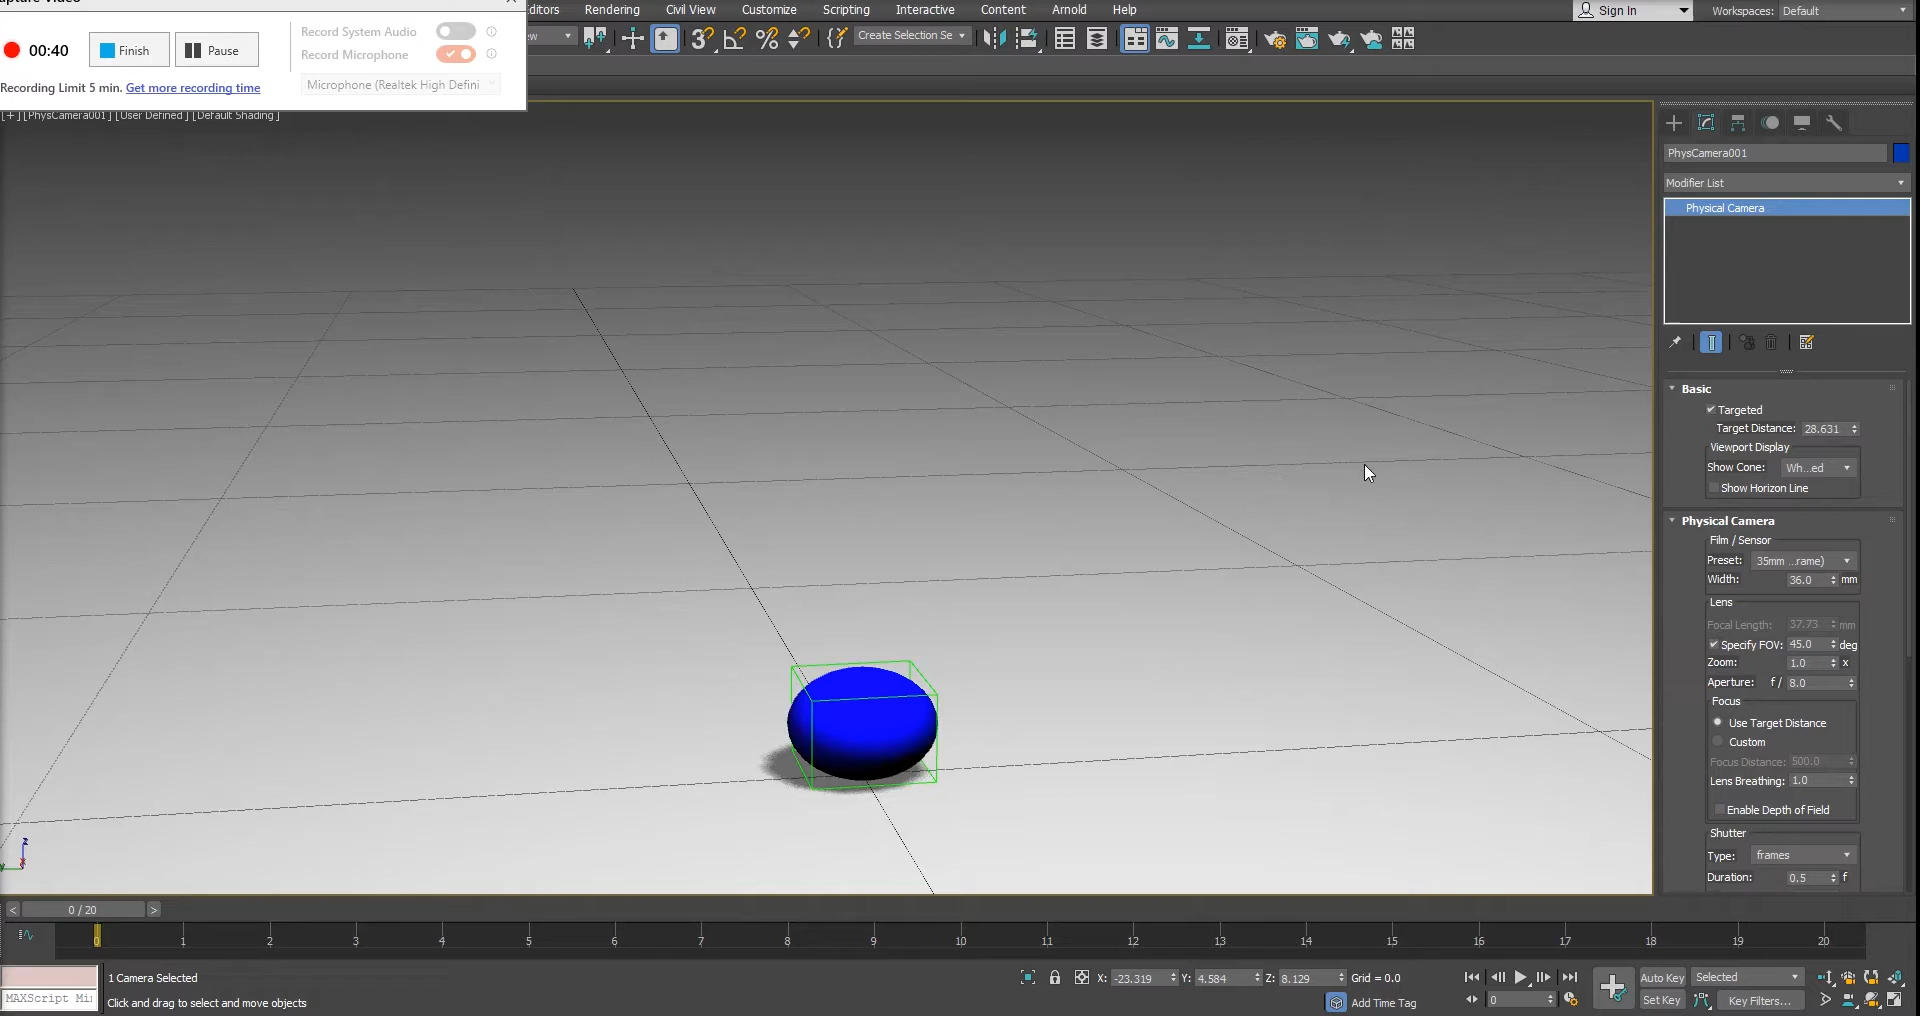 apture Video
00:40
Finish
Pause
Record System Audio
Record Microphone
Microphone (Realtek High Defini
Recording Limit 5 min. Get more recording time
ditors Rendering Civil View Customize Scripting Interactive Content Arnold Help
Sign In
Workspaces: Default
ew
Create Selection Se
[+] [PhysCamera001] [User Defined] [Default Shading]
PhysCamera001
Modifier List
Physical Camera
Basic
Targeted
Target Distance: 28.631
Viewport Display
Show Cone: Wh...ed
Show Horizon Line
Physical Camera
Film / Sensor
Preset: 35mm ...rame)
Width: 36.0 mm
Lens
Focal Length: 37.73 mm
Specify FOV: 45.0 deg
Zoom: 1.0 x
Aperture: f / 8.0
Focus
Use Target Distance
Custom
Focus Distance: 500.0
Lens Breathing: 1.0
Enable Depth of Field
Shutter
Type: frames
Duration: 0.5 f
z
x
y
< 0 / 20 >
0 1 2 3 4 5 6 7 8 9 10 11 12 13 14 15 16 17 18 19 20
1 Camera Selected
X: -23.319 Y: 4.584 Z: 8.129 Grid = 0.0
Auto Key Selected
MAXScript Mi
Click and drag to select and move objects
Add Time Tag
0
Set Key Key Filters...